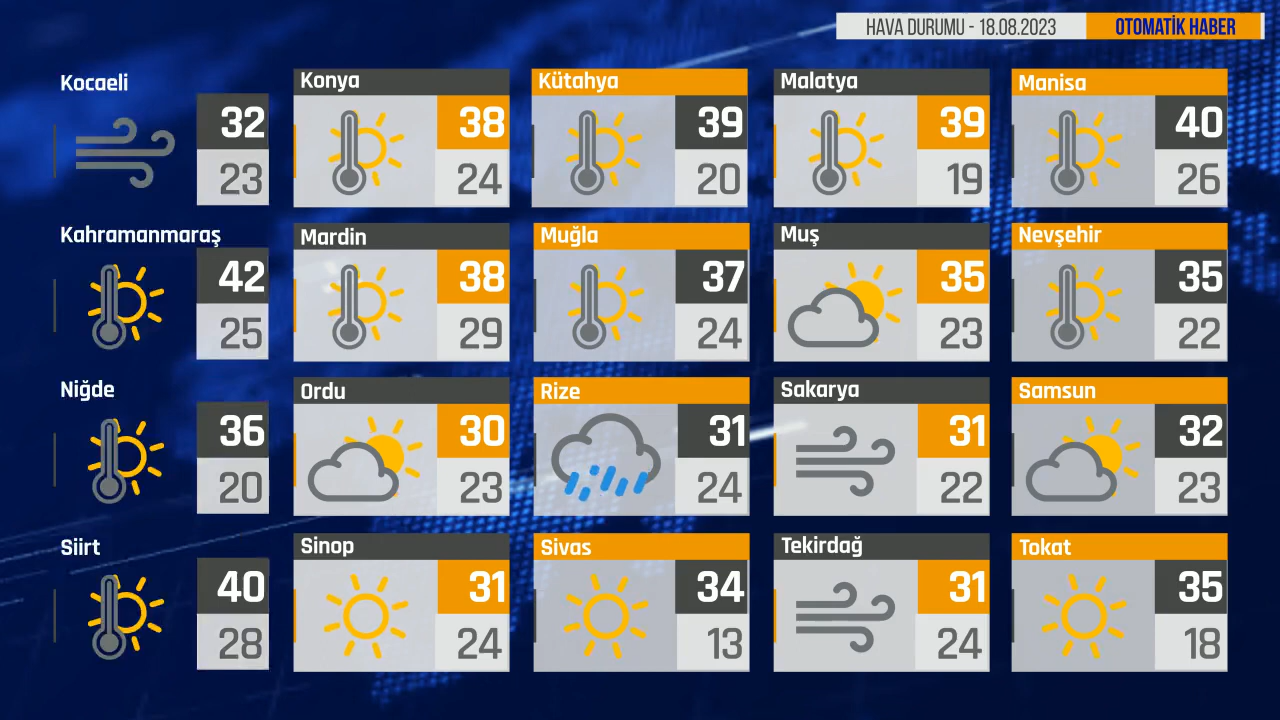 HAVA DURUMU - 18.08.2023 OTOMATİK HABER
Kocaeli
32
23
Konya
38
24
Kütahya
39
20
Malatya
39
19
Manisa
40
26
Kahramanmaraş
42
25
Mardin
38
29
Muğla
37
24
Muş
35
23
Nevşehir
35
22
Niğde
36
20
Ordu
30
23
Rize
31
24
Sakarya
31
22
Samsun
32
23
Siirt
40
28
Sinop
31
24
Sivas
34
13
Tekirdağ
31
24
Tokat
35
18